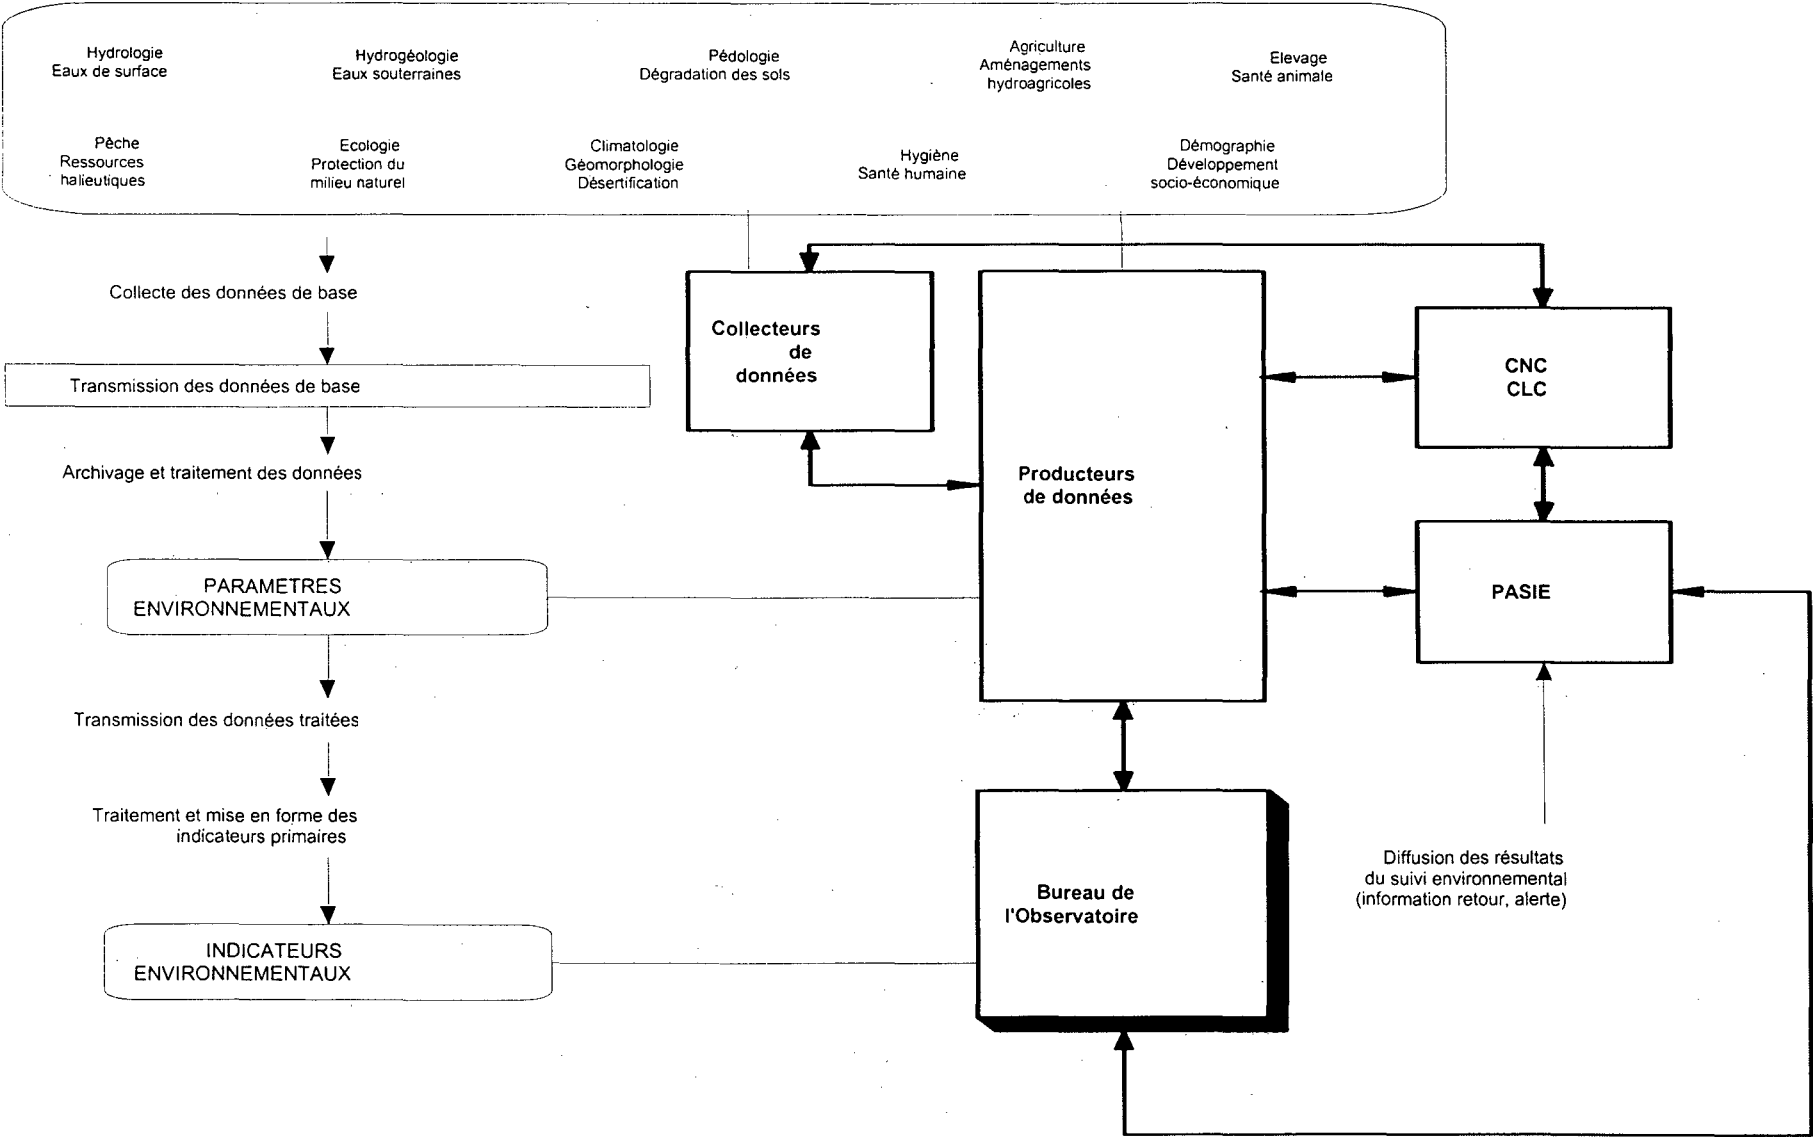 Hydrologie
Eaux de surface
Hydrogéologie
Eaux souterraines
Pédologie
Dégradation des sols
Agriculture
Aménagements
hydroagricoles
Elevage
Santé animale
Pêche
Ressources
halieutiques
Ecologie
Protection du
milieu naturel
Climatologie
Géomorphologie
Désertification
Hygiène
Santé humaine
Démographie
Développement
socio-économique
Collecte des données de base
Transmission des données de base
Archivage et traitement des données
PARAMETRES
ENVIRONNEMENTAUX
Transmission des données traitées
Traitement et mise en forme des
indicateurs primaires
INDICATEURS
ENVIRONNEMENTAUX
Collecteurs
de
données
Producteurs
de données
CNC
CLC
PASIE
Bureau de
l'Observatoire
Diffusion des résultats
du suivi environnemental
(information retour, alerte)